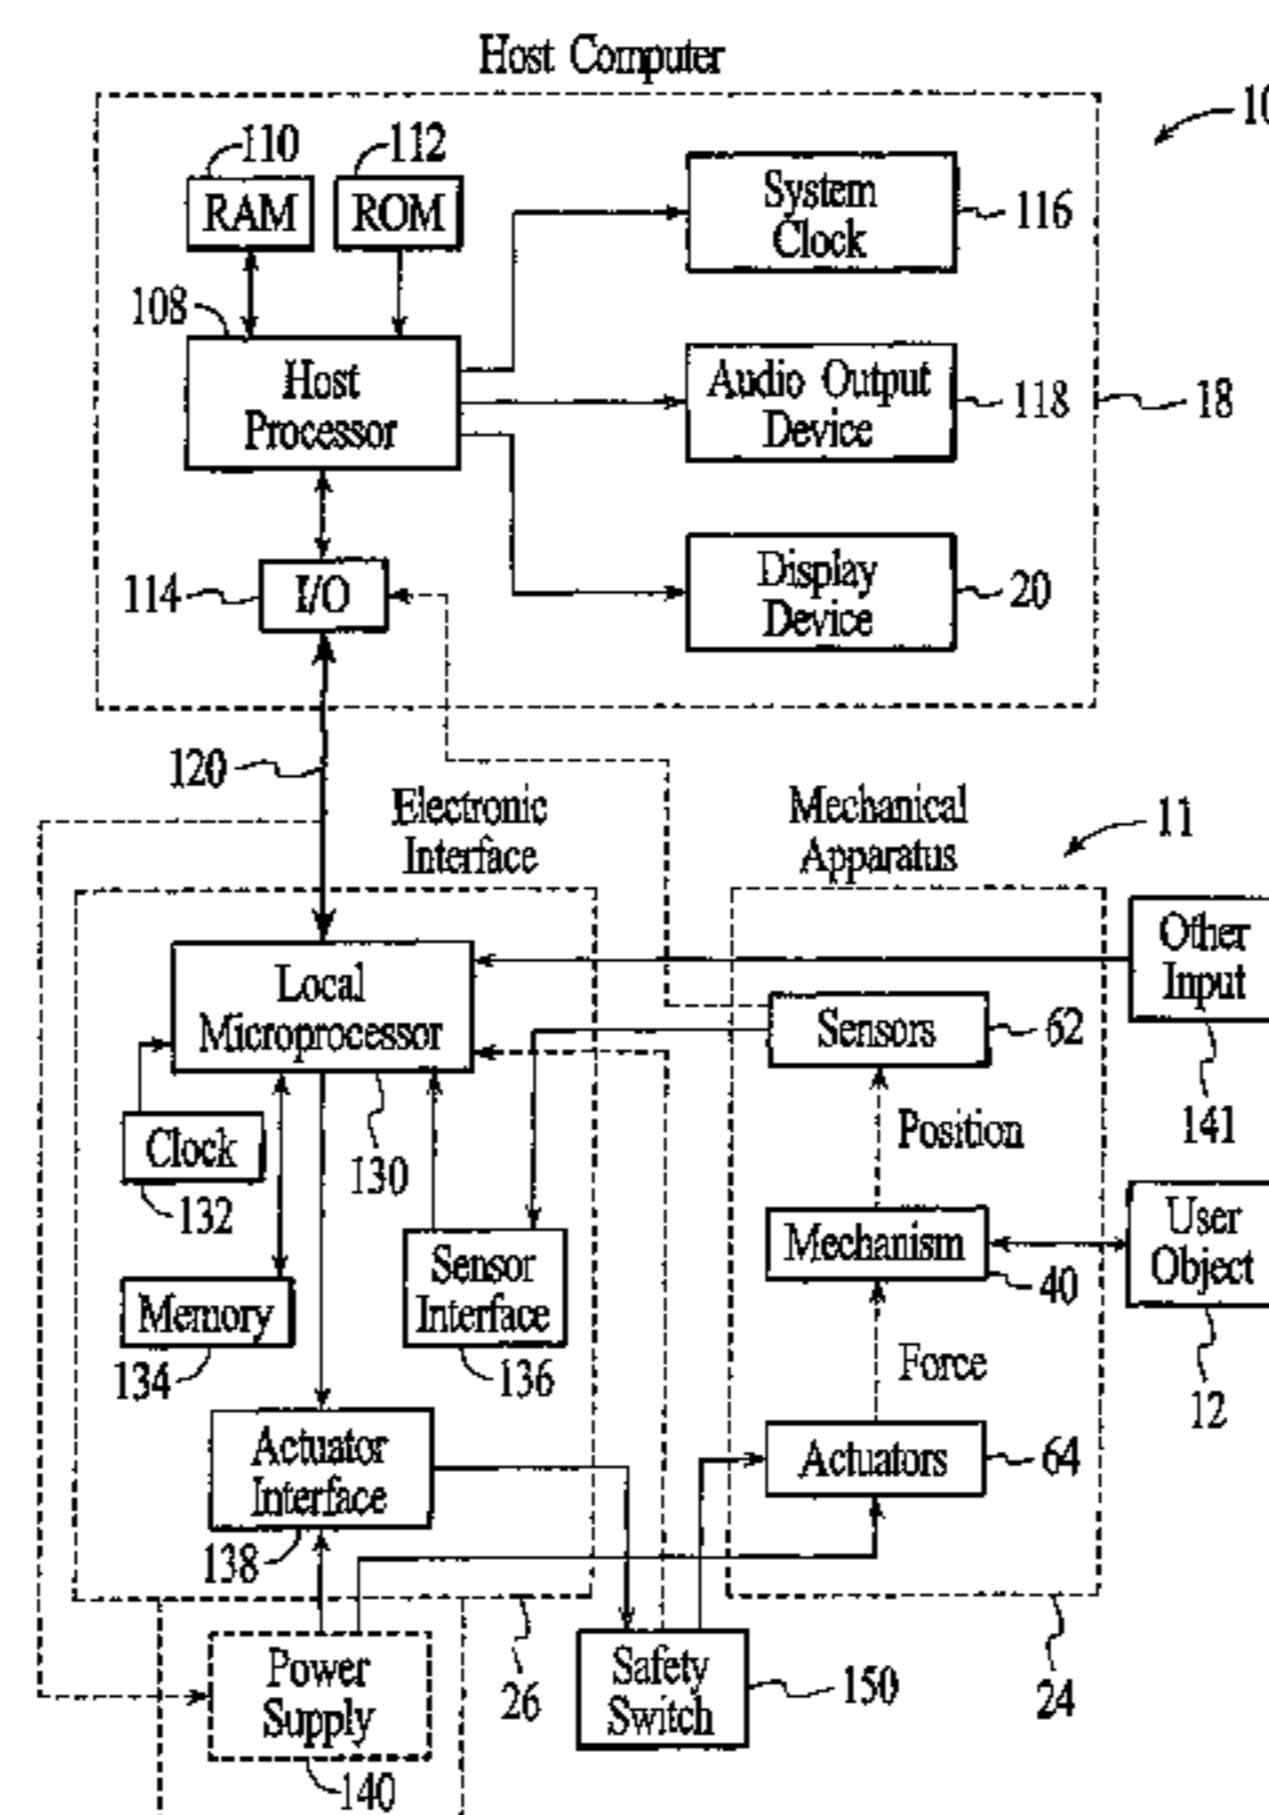 Host Computer
10
110
112
RAM
ROM
System
Clock
116
108
Host
Processor
Audio Output
Device
118
18
114
I/O
Display
Device
20
120
Electronic
Interface
Mechanical
Apparatus
11
Local
Microprocessor
Other
Input
Sensors
62
141
Clock
132
130
Position
Sensor
Interface
136
Mechanism
40
User
Object
12
Memory
134
Force
Actuator
Interface
138
Actuators
64
Power
Supply
140
26
Safety
Switch
150
24